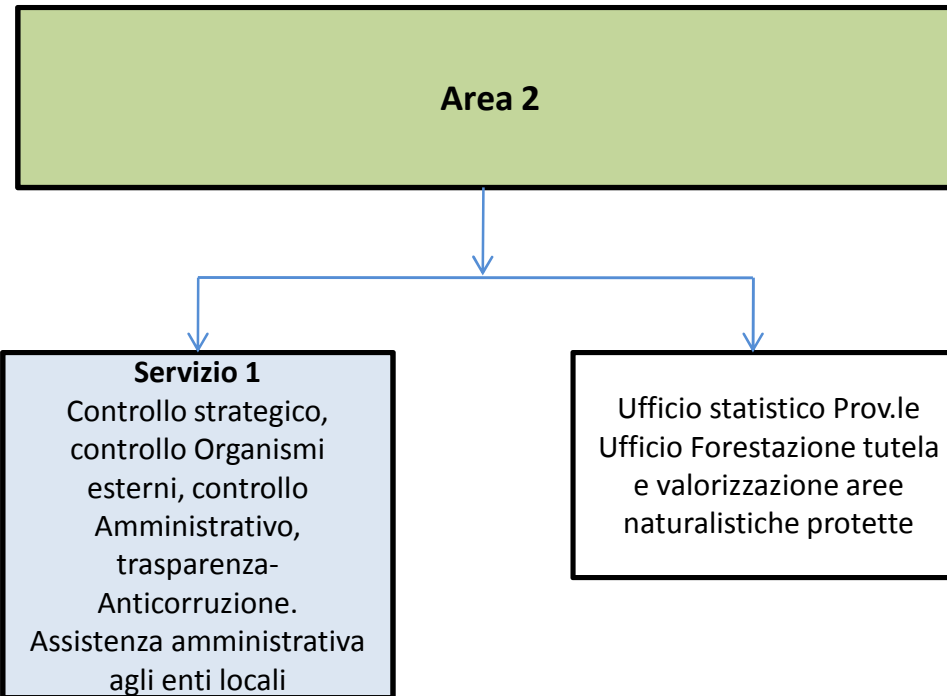 Area 2
Servizio 1
Controllo strategico,
controllo Organismi
esterni, controllo
Amministrativo,
trasparenza-
Anticorruzione.
Assistenza amministrativa
agli enti locali
Ufficio statistico Prov.le
Ufficio Forestazione tutela
e valorizzazione aree
naturalistiche protette